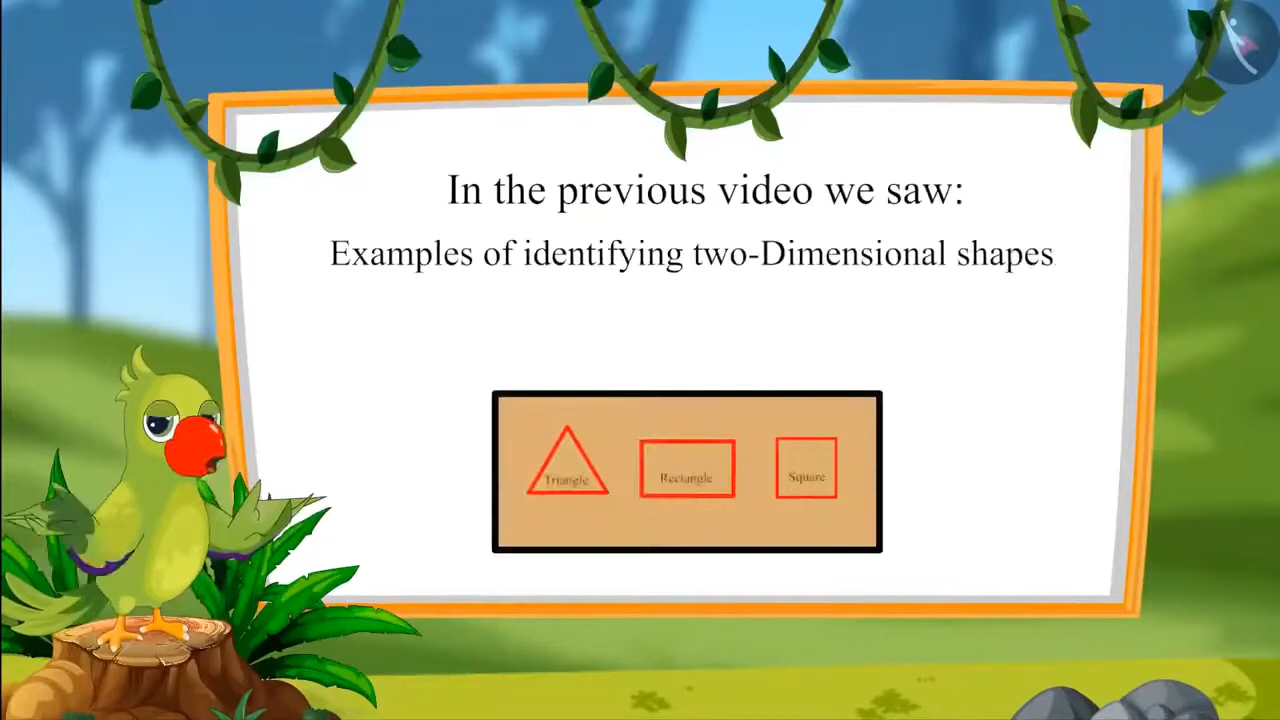 In the previous video we saw:
Examples of identifying two-Dimensional shapes
Triangle
Rectangle
Square